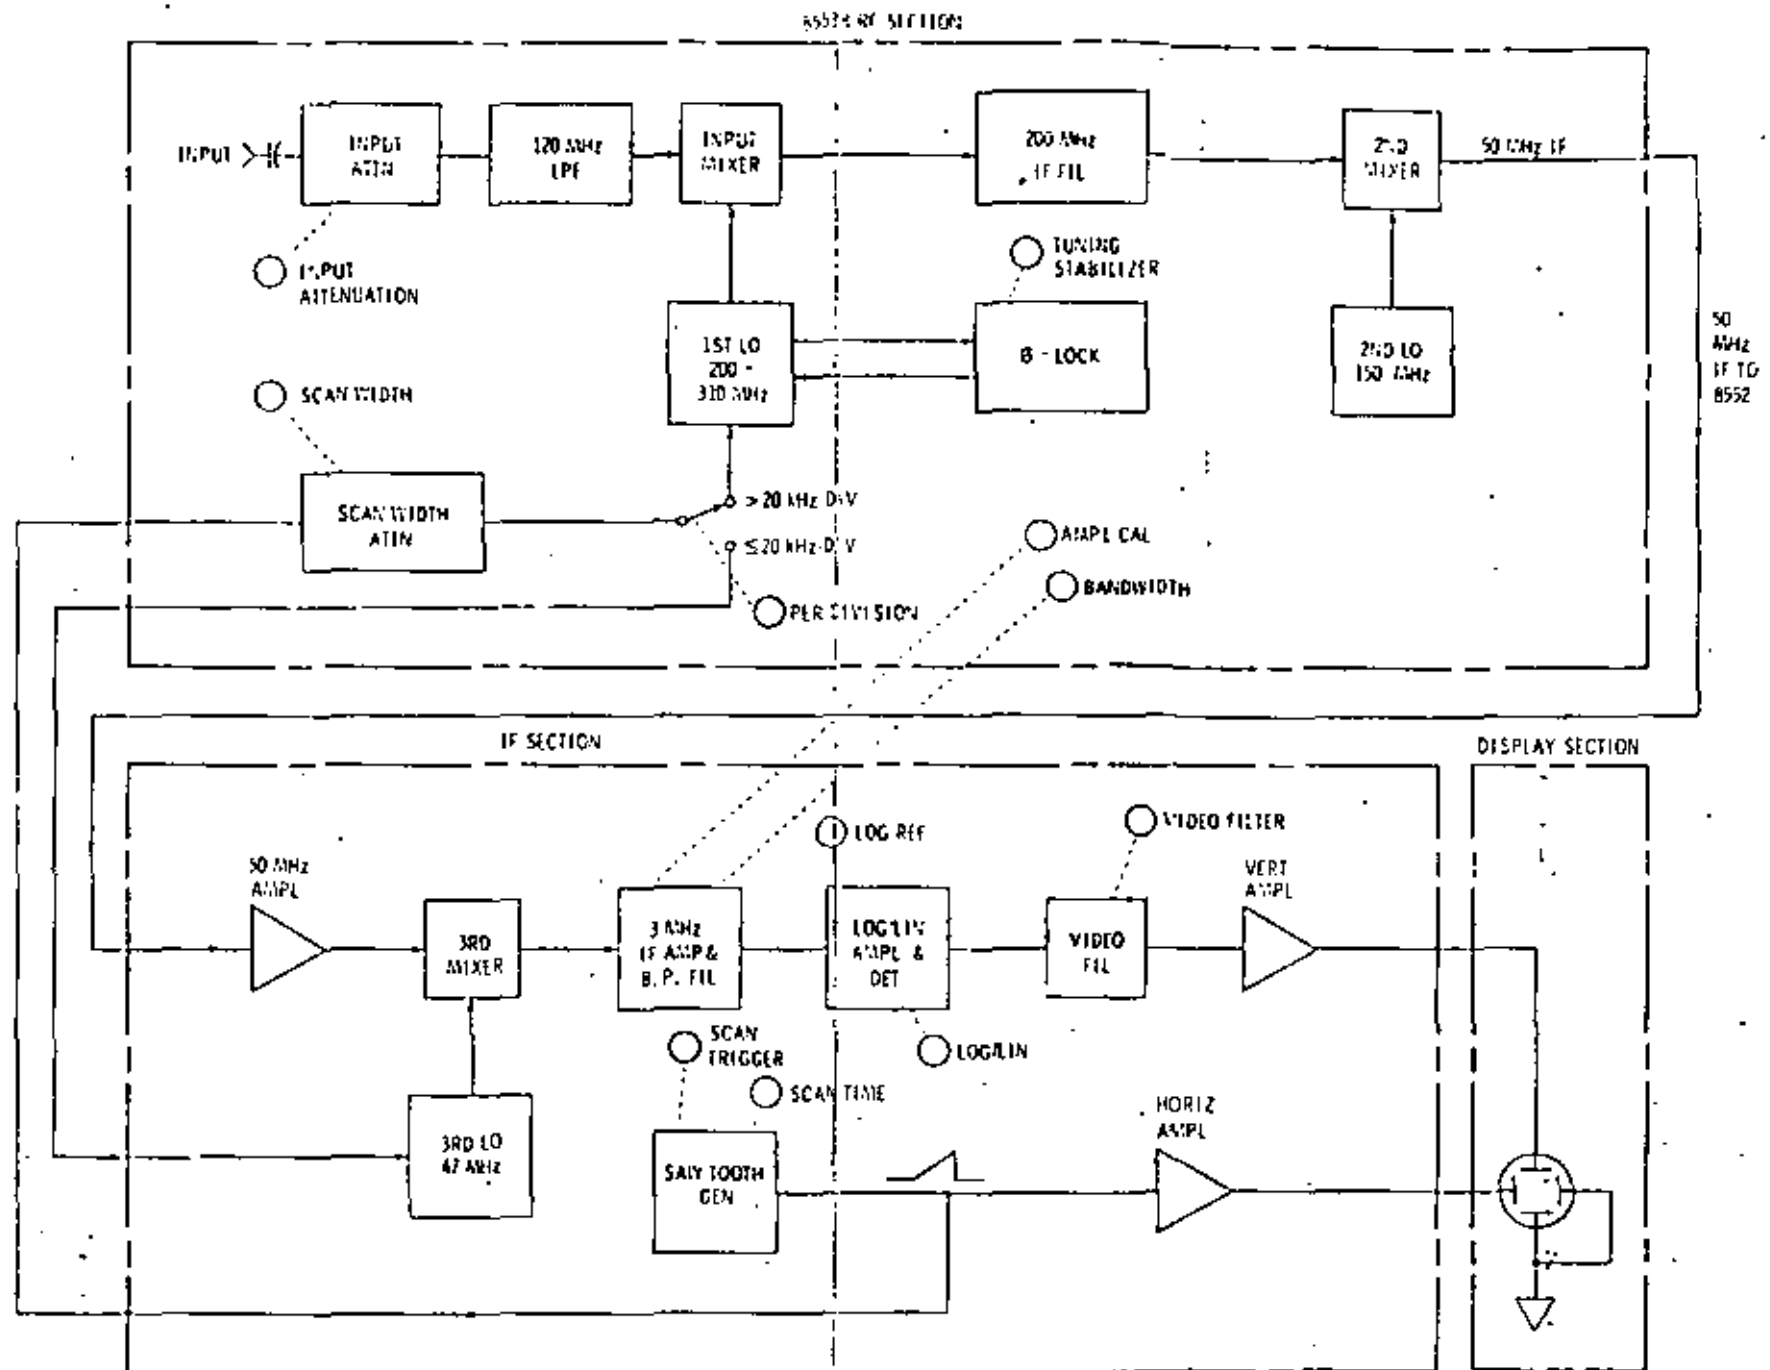 8553B RF SECTION
INPUT
INPUT
ATTN
120 MHz
LPF
INPUT
MIXER
200 MHz
IF FIL
2ND
MIXER
50 MHz IF
INPUT
ATTENUATION
TUNING
STABILIZER
1ST LO
200 -
310 MHz
Ø - LOCK
2ND LO
150 MHz
50
MHz
IF TO
8552
SCAN WIDTH
SCAN WIDTH
ATTN
> 20 kHz DIV
≤20 kHz DIV
PER DIVISION
AMPL CAL
BANDWIDTH
IF SECTION
DISPLAY SECTION
50 MHz
AMPL
3RD
MIXER
3 MHz
IF AMP &
B. P. FIL
LOG REF
LOG/LIN
AMPL &
DET
VIDEO FILTER
VIDEO
FIL
VERT
AMPL
SCAN
TRIGGER
LOG/LIN
SCAN TIME
3RD LO
47 MHz
SAW TOOTH
GEN
HORIZ
AMPL